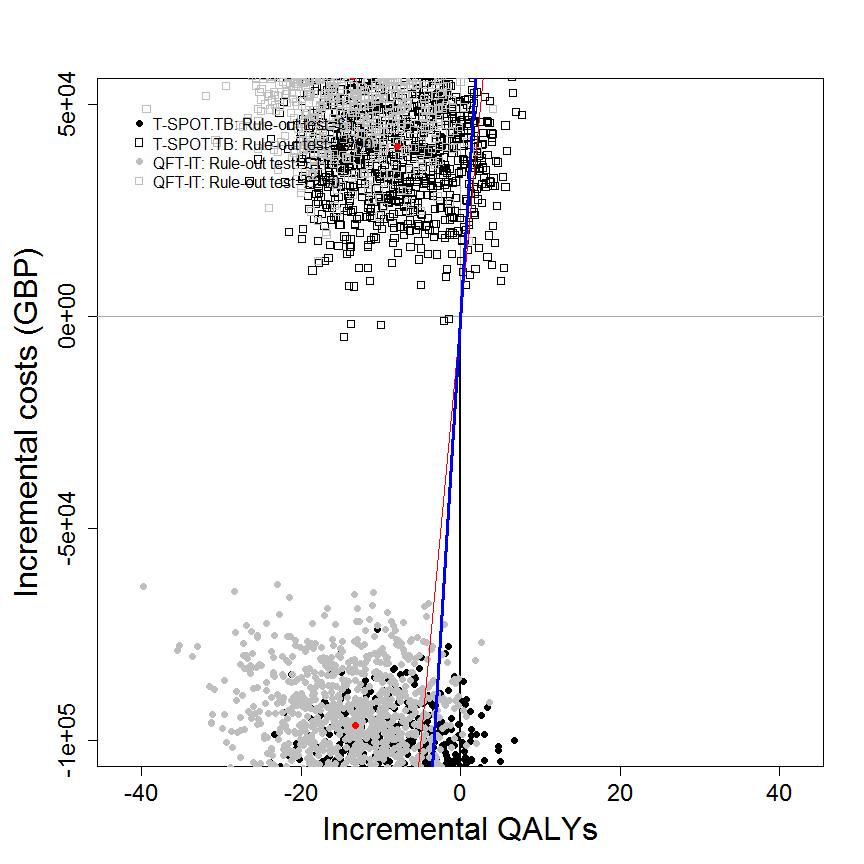 5e+04
T-SPOT.TB: Rule-out test=
T-SPOT.TB: Rule-out test=
QFT-IT: Rule-out test=
QFT-IT: Rule-out test=
0e+00
-5e+04
-1e+05
Incremental costs (GBP)
-40 -20 0 20 40
Incremental QALYs